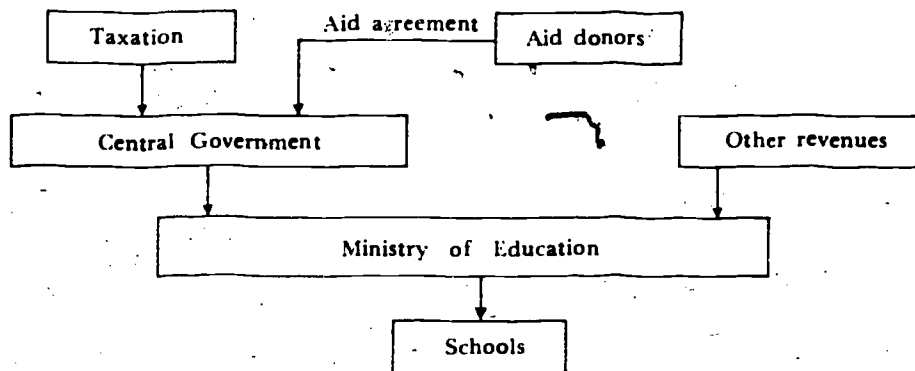 Taxation
Aid agreement
Aid donors
Central Government
Other revenues
Ministry of Education
Schools